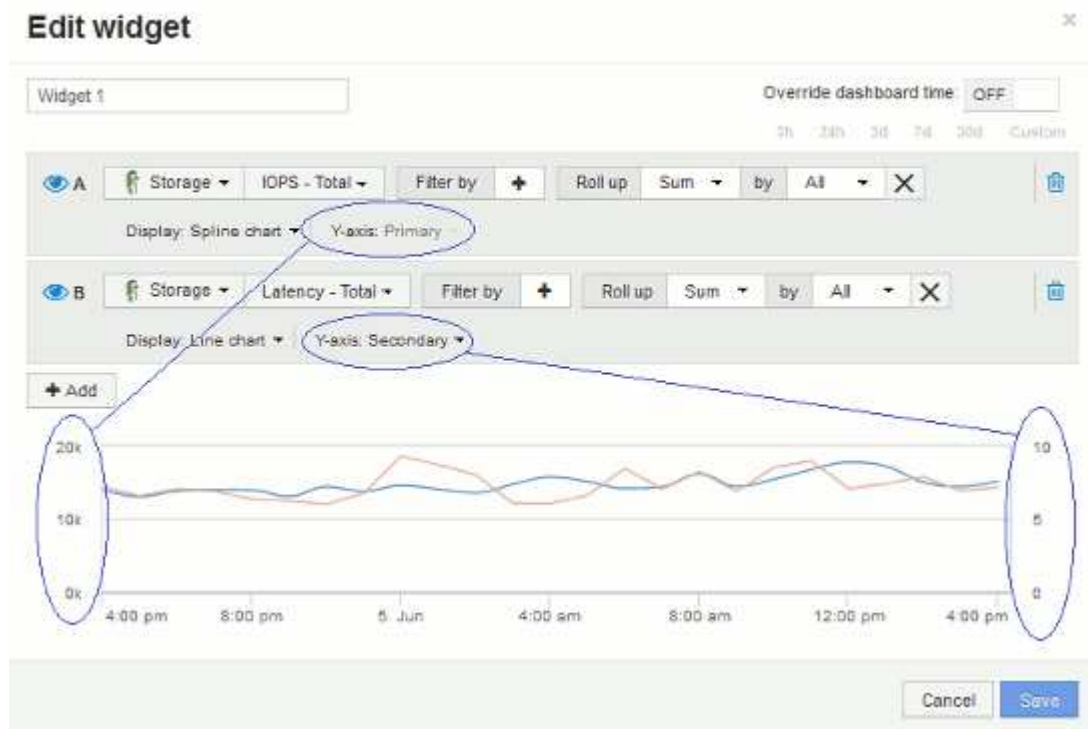 Edit widget
Widget 1
Override dashboard time: OFF
3h 24h 3d 7d 30d Custom
A Storage IOPS - Total Filter by + Roll up Sum by All X
Display: Spline chart Y-axis: Primary
B Storage Latency - Total Filter by + Roll up Sum by All X
Display: Line chart Y-axis: Secondary
+ Add
20k
10
10k
5
0k
0
4:00 pm 8:00 pm 5. Jun 4:00 am 8:00 am 12:00 pm 4:00 pm
Cancel Save